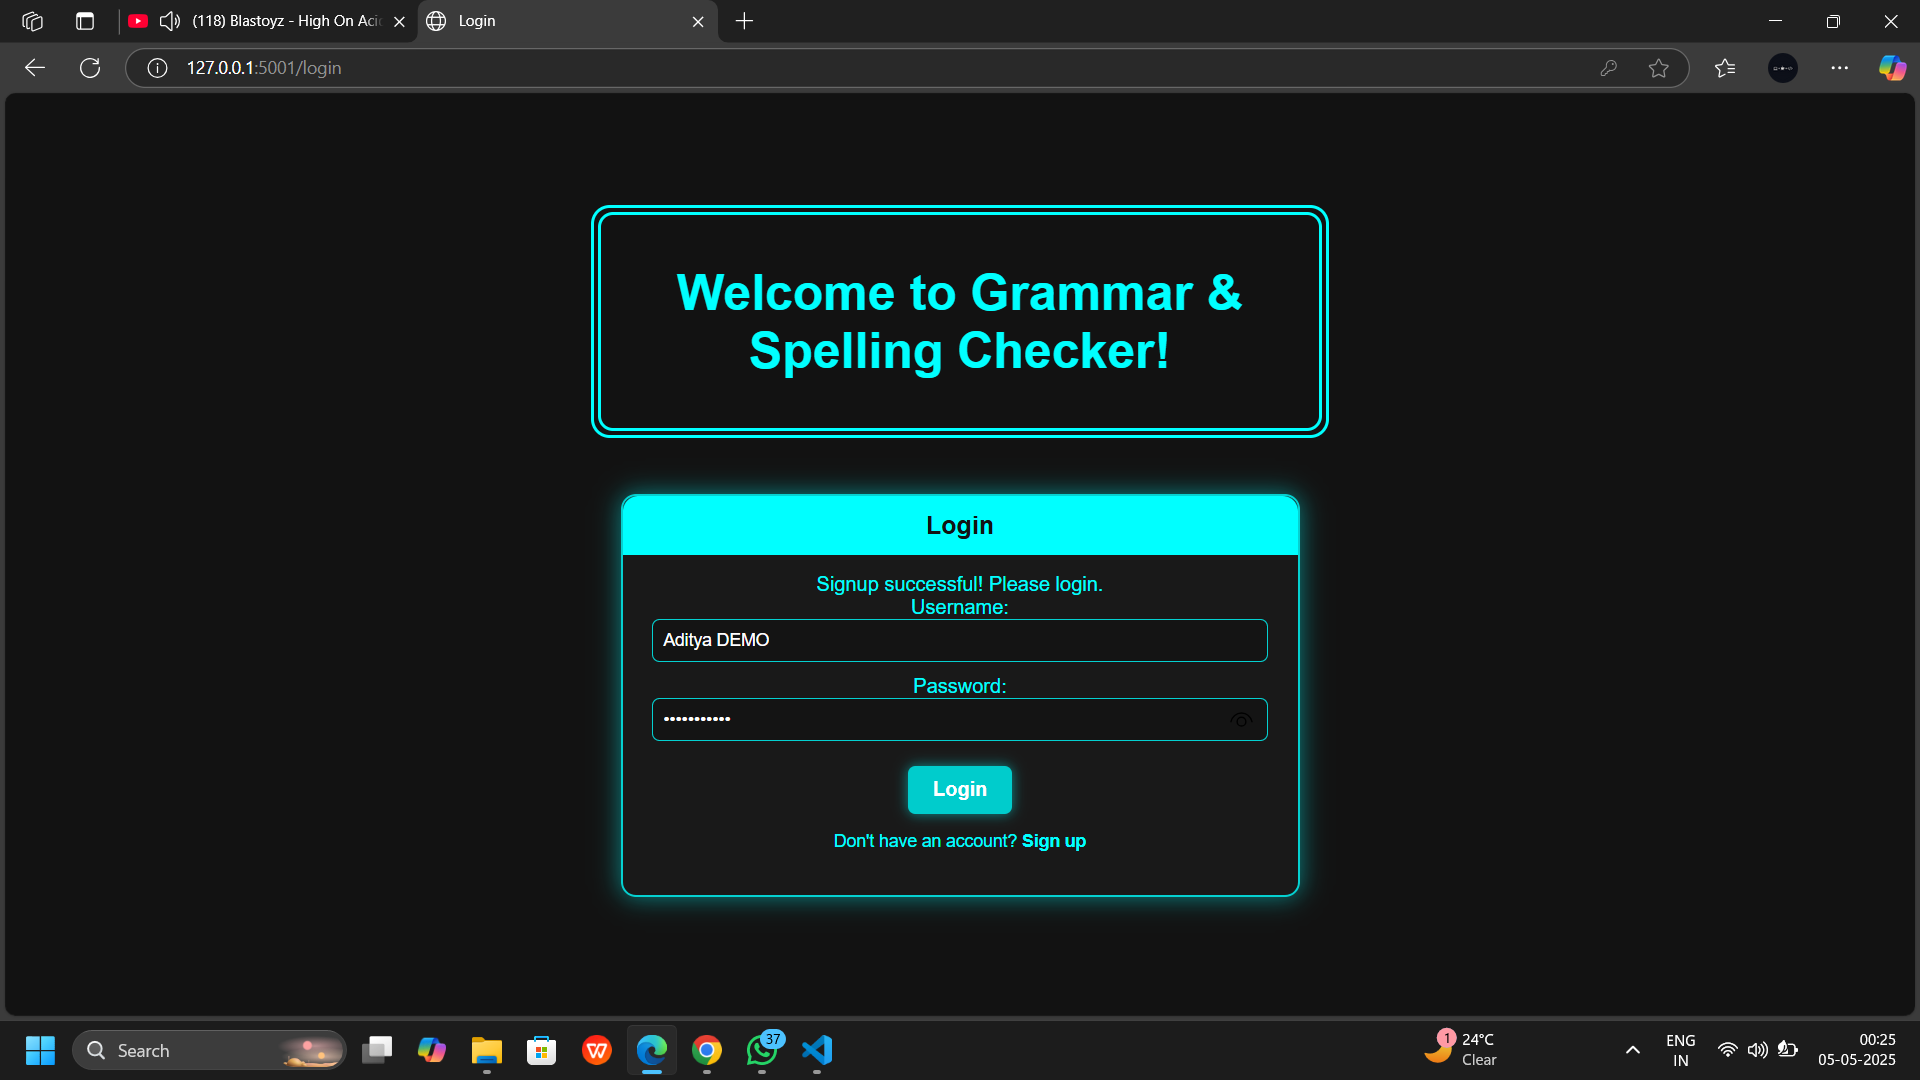 (118) Blastoyz - High On Aci
Login
127.0.0.1:5001/login
Welcome to Grammar &
Spelling Checker!
Login
Signup successful! Please login.
Username:
Aditya DEMO
Password:
•••••••••••
Login
Don't have an account? Sign up
Search
37
1
24°C
Clear
ENG
IN
00:25
05-05-2025